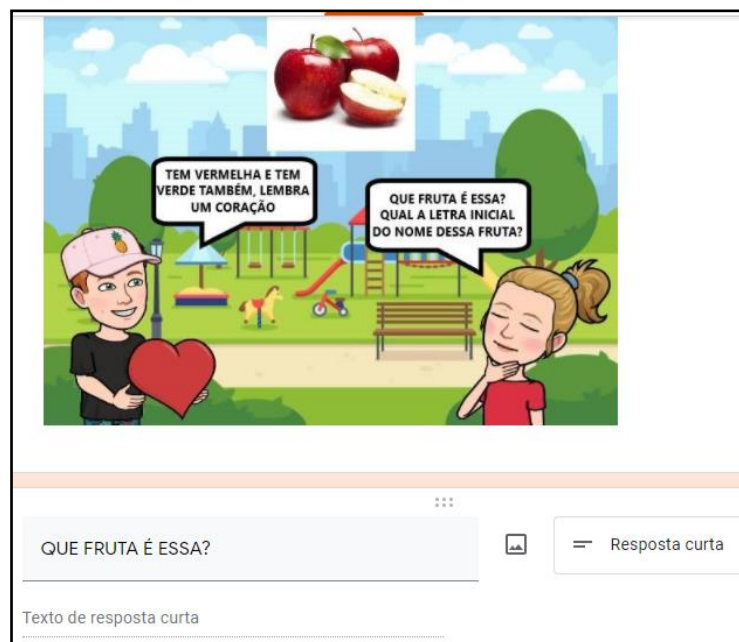 TEM VERMELHA E TEM
VERDE TAMBÉM, LEMBRA
UM CORAÇÃO
QUE FRUTA É ESSA?
QUAL A LETRA INICIAL
DO NOME DESSA FRUTA?
QUE FRUTA É ESSA?
Resposta curta
Texto de resposta curta